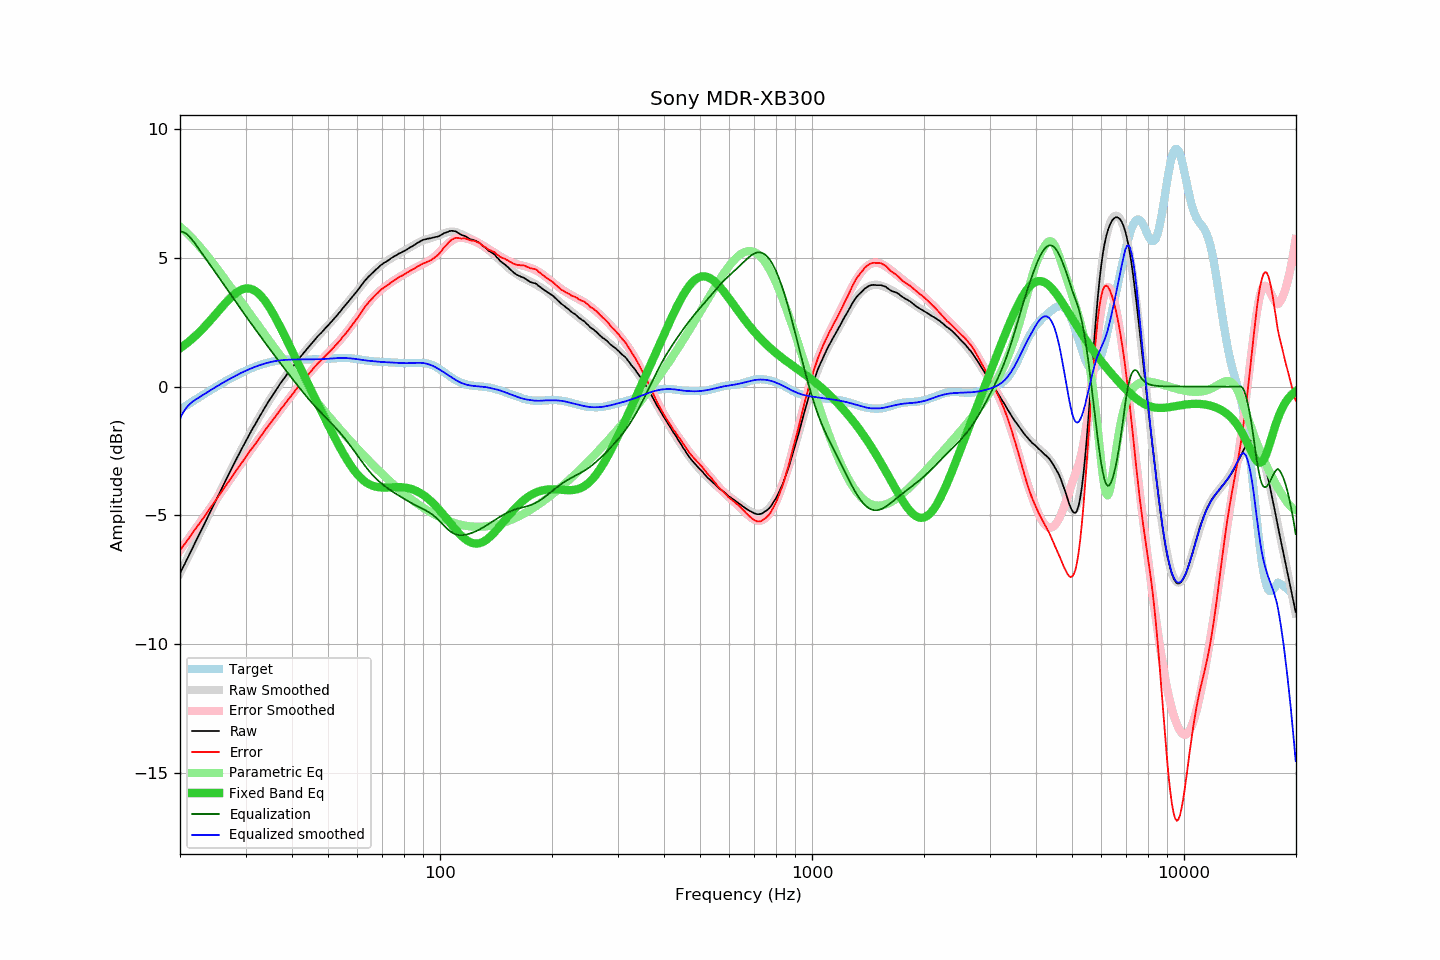 Sony MDR-XB300
10
5
0
−5
−10
−15
Amplitude (dBr)
Target
Raw Smoothed
Error Smoothed
Raw
Error
Parametric Eq
Fixed Band Eq
Equalization
Equalized smoothed
100
1000
10000
Frequency (Hz)